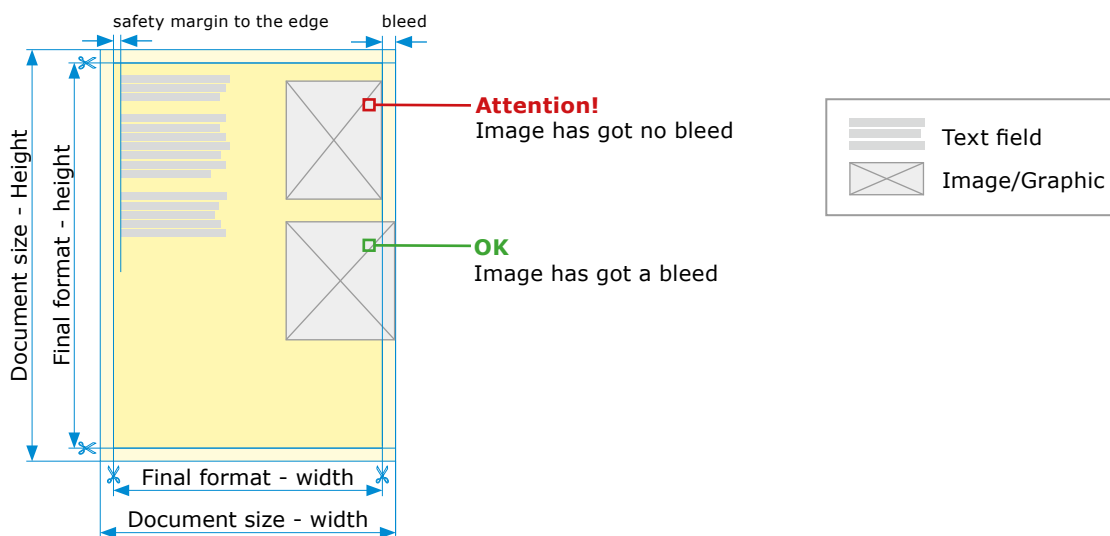 safety margin to the edge
bleed
Attention!
Image has got no bleed
Text field
Image/Graphic
Document size - Height
Final format - height
OK
Image has got a bleed
Final format - width
Document size - width